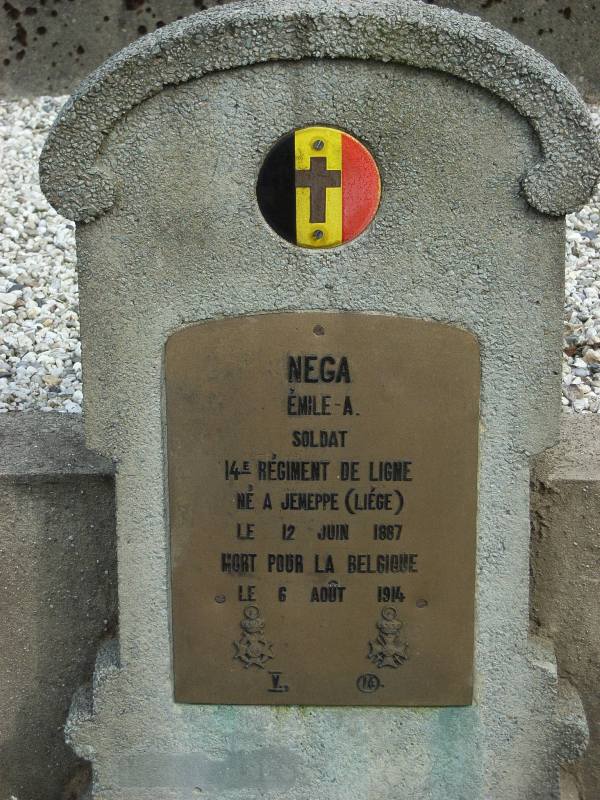 NEGA
ÉMILE-A.
SOLDAT
14E RÉGIMENT DE LIGNE
NÉ A JEMEPPE (LIÉGE)
LE 12 JUIN 1887
MORT POUR LA BELGIQUE
LE 6 AOÛT 1914
V. 14.